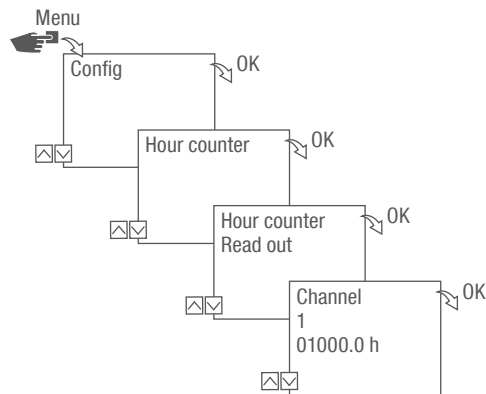 Menu
Config
OK
Hour counter
OK
Hour counter
Read out
OK
Channel
1
01000.0 h
OK